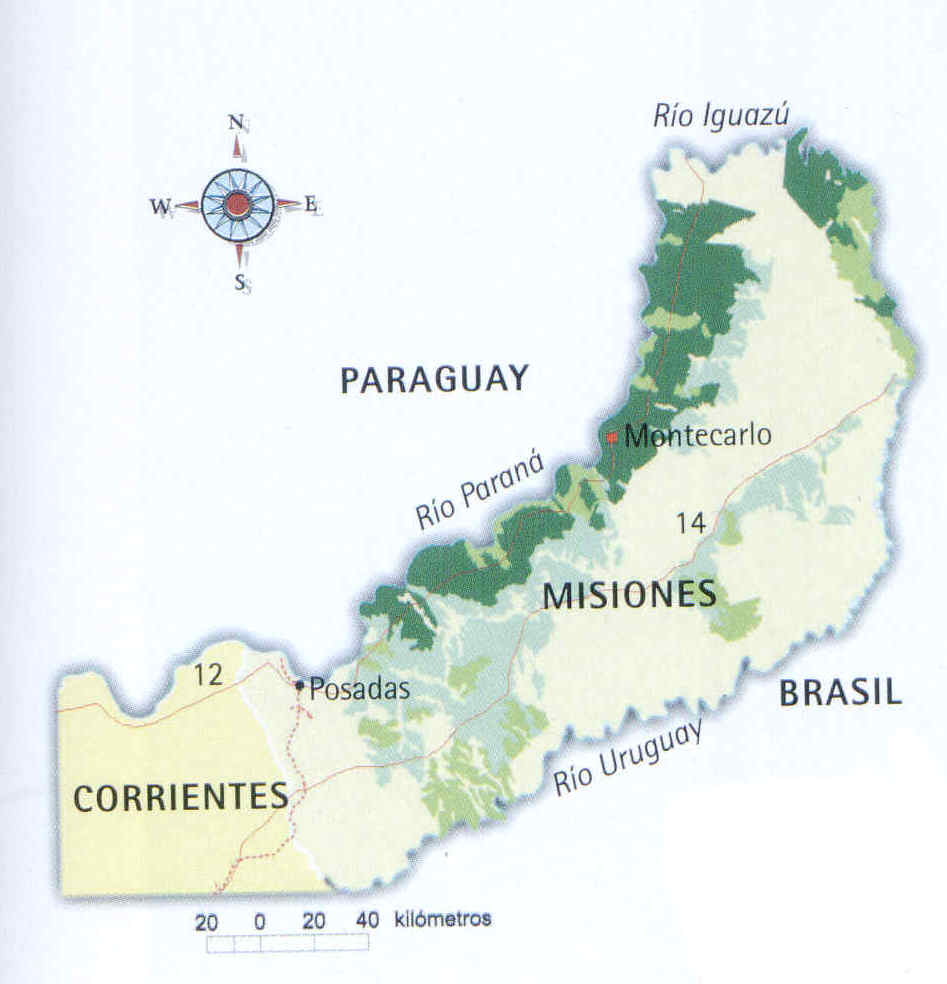 Río Iguazú
N
W E
S
PARAGUAY
Montecarlo
Río Paraná
14
MISIONES
12
Posadas
BRASIL
Río Uruguay
CORRIENTES
20 0 20 40 kilómetros